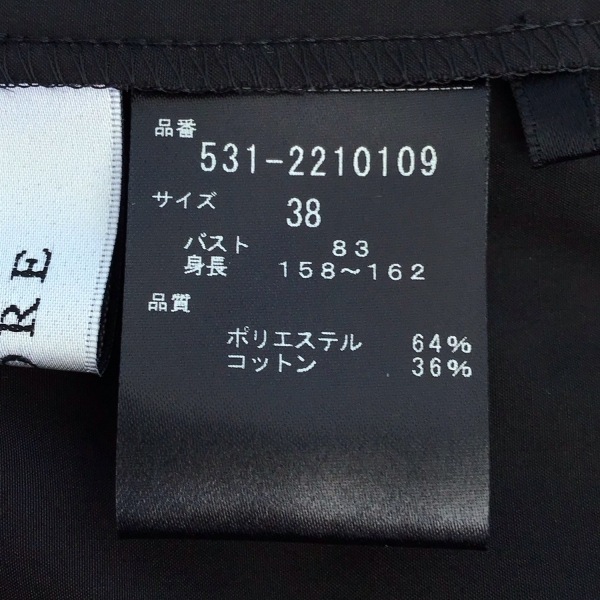 品番
531-2210109
サイズ
38
バスト 83
身長 158〜162
品質
ポリエステル 64%
コットン 36%
ORE